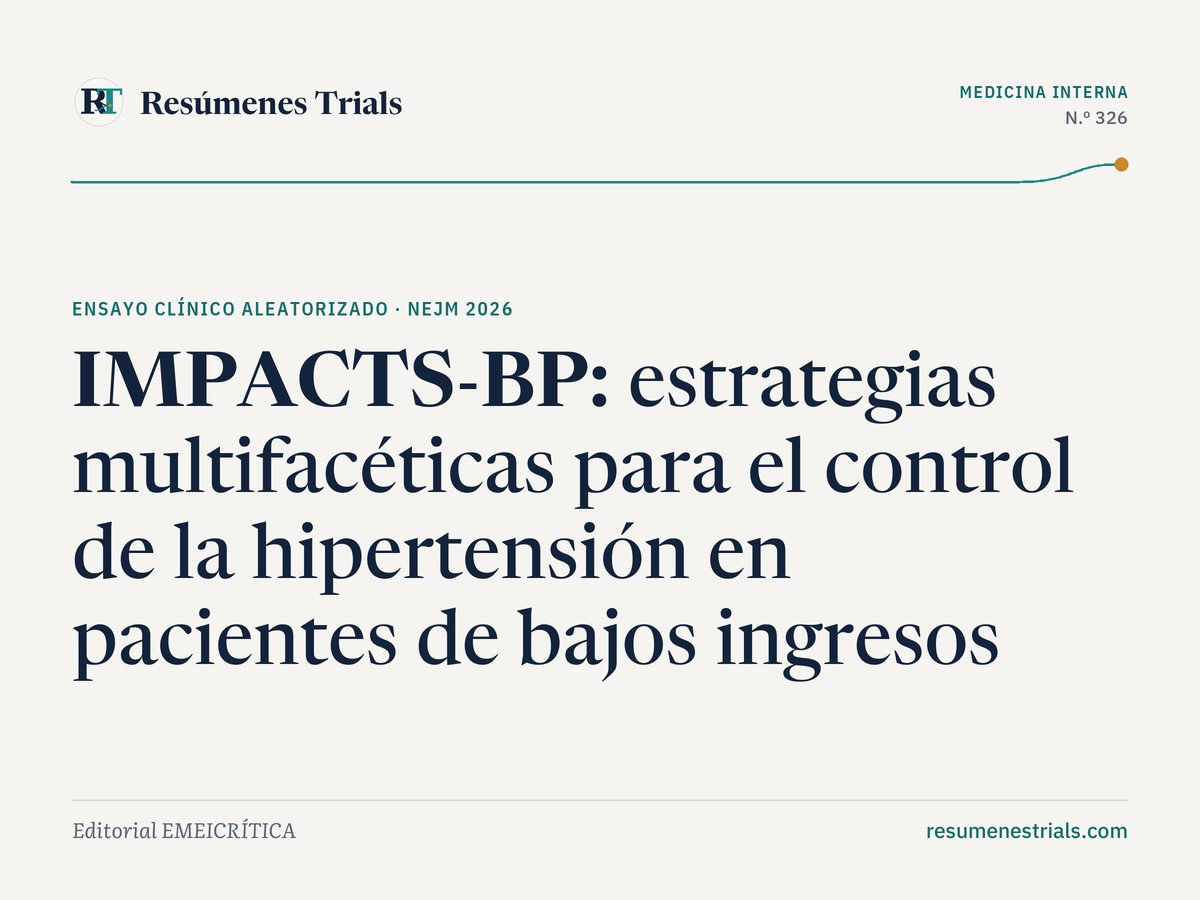 RT Resúmenes Trials
MEDICINA INTERNA
N.º 326
ENSAYO CLÍNICO ALEATORIZADO · NEJM 2026
IMPACTS-BP: estrategias
multifacéticas para el control
de la hipertensión en
pacientes de bajos ingresos
Editorial EMEICRÍTICA
resumenestrials.com